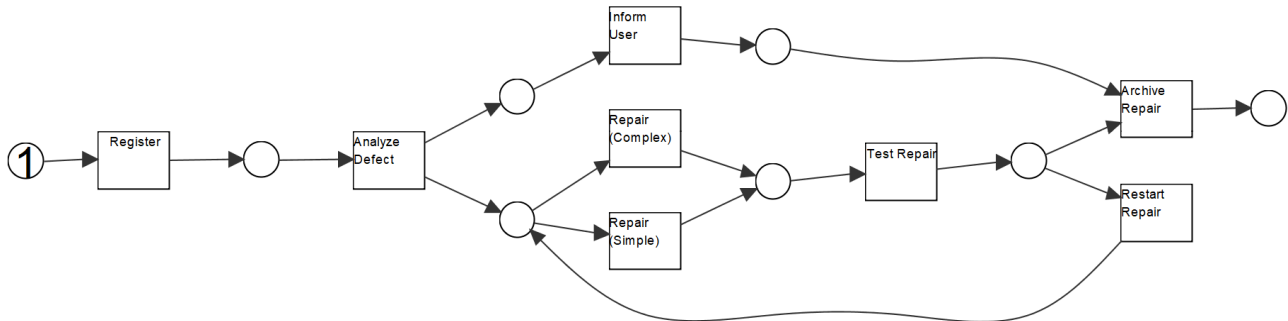 1
Register
Analyze
Defect
Inform
User
Repair
(Complex)
Repair
(Simple)
Test Repair
Archive
Repair
Restart
Repair